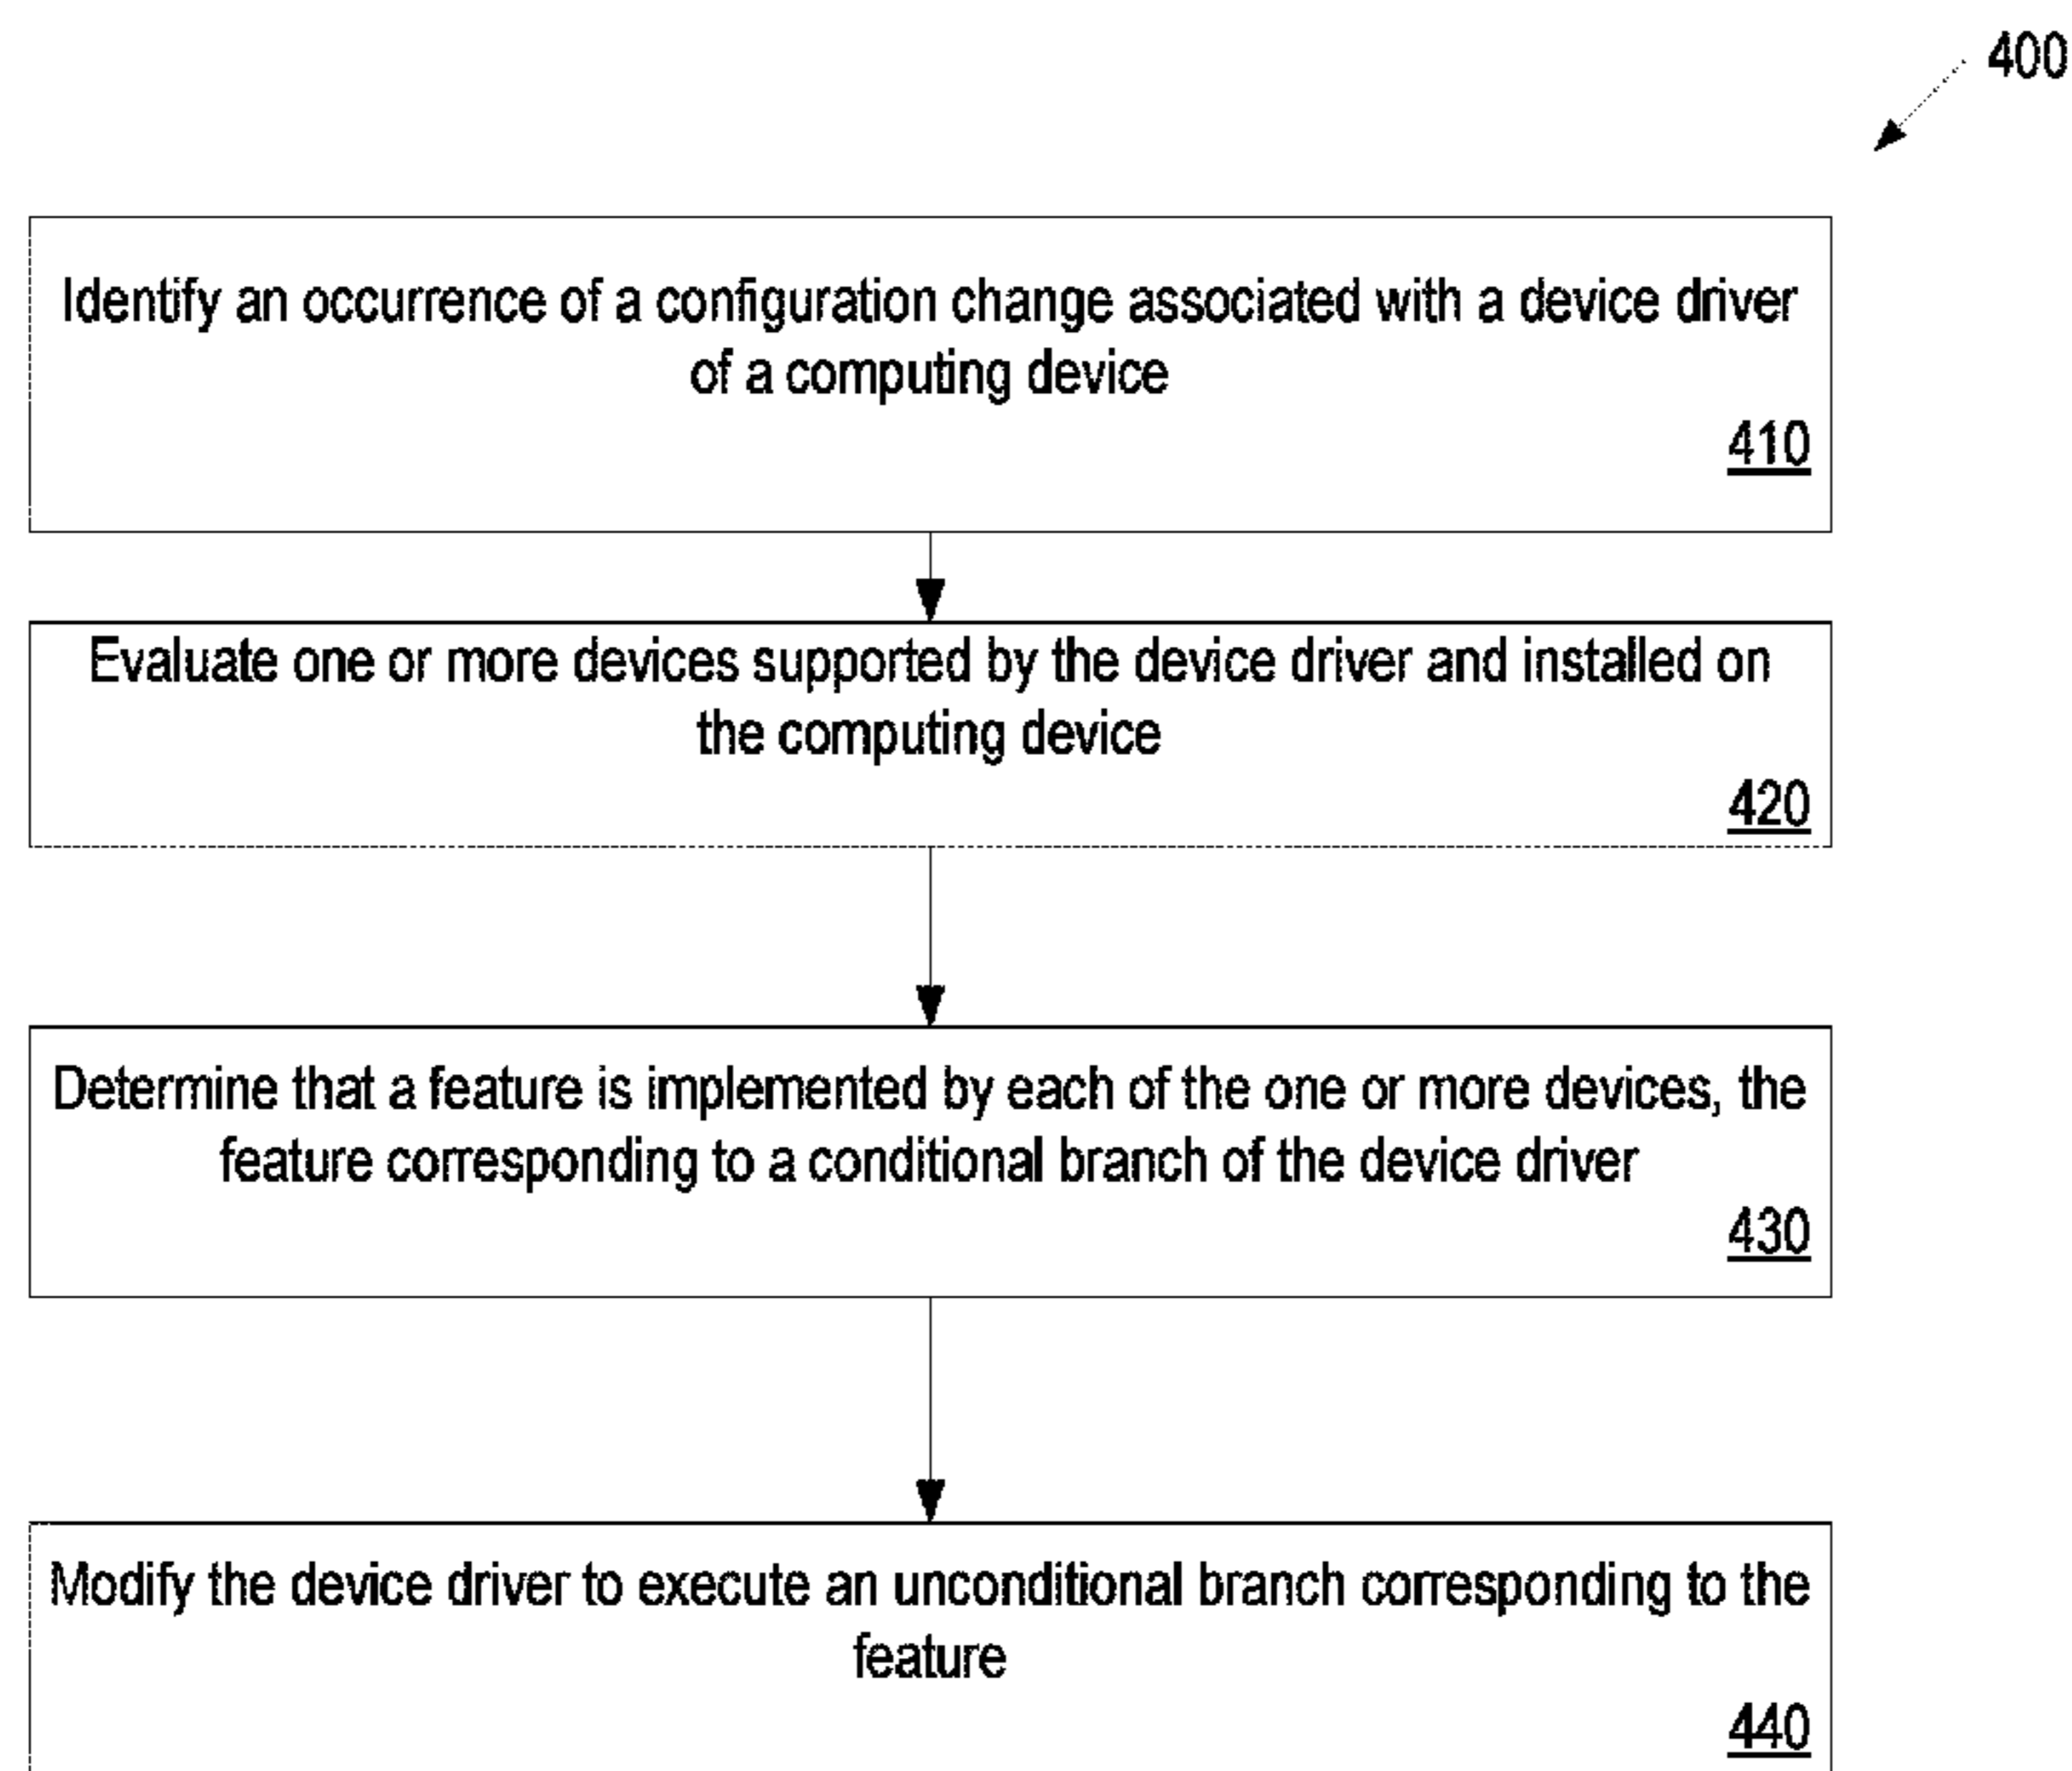 400
Identify an occurrence of a configuration change associated with a device driver
of a computing device
410
Evaluate one or more devices supported by the device driver and installed on
the computing device
420
Determine that a feature is implemented by each of the one or more devices, the
feature corresponding to a conditional branch of the device driver
430
Modify the device driver to execute an unconditional branch corresponding to the
feature
440